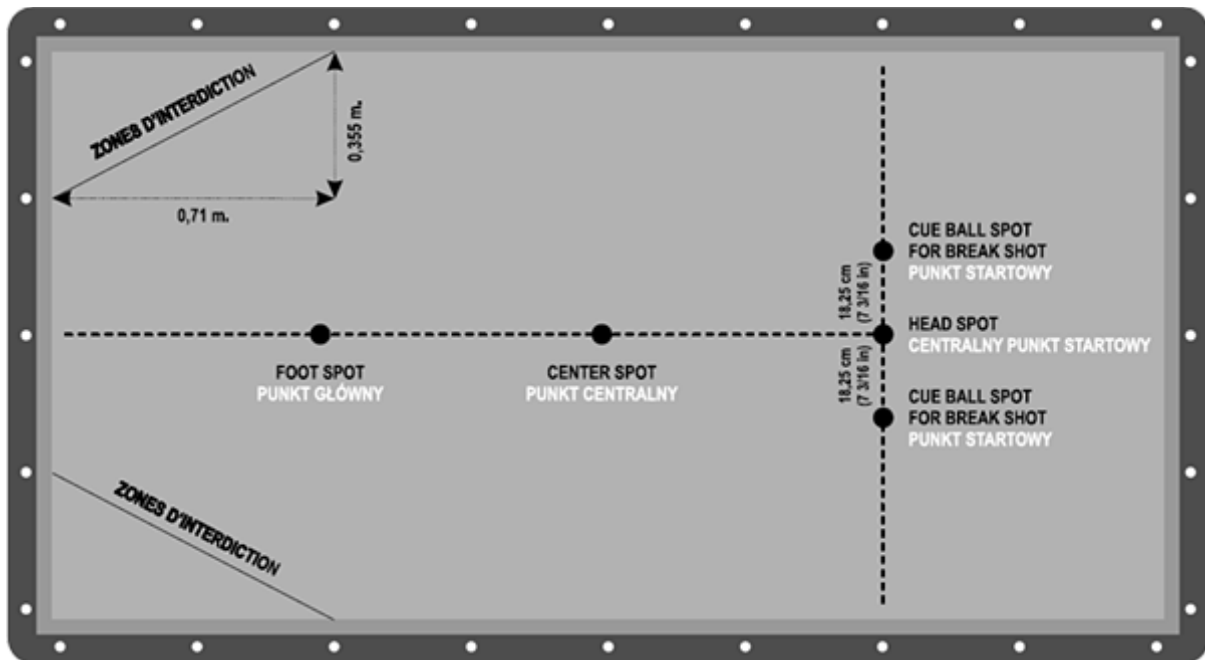 ZONES D'INTERDICTION
0,355 m.
0,71 m.
CUE BALL SPOT
FOR BREAK SHOT
PUNKT STARTOWY
18,25 cm
(7 3/16 in)
HEAD SPOT
CENTRALNY PUNKT STARTOWY
18,25 cm
(7 3/16 in)
FOOT SPOT
PUNKT GŁÓWNY
CENTER SPOT
PUNKT CENTRALNY
CUE BALL SPOT
FOR BREAK SHOT
PUNKT STARTOWY
ZONES D'INTERDICTION